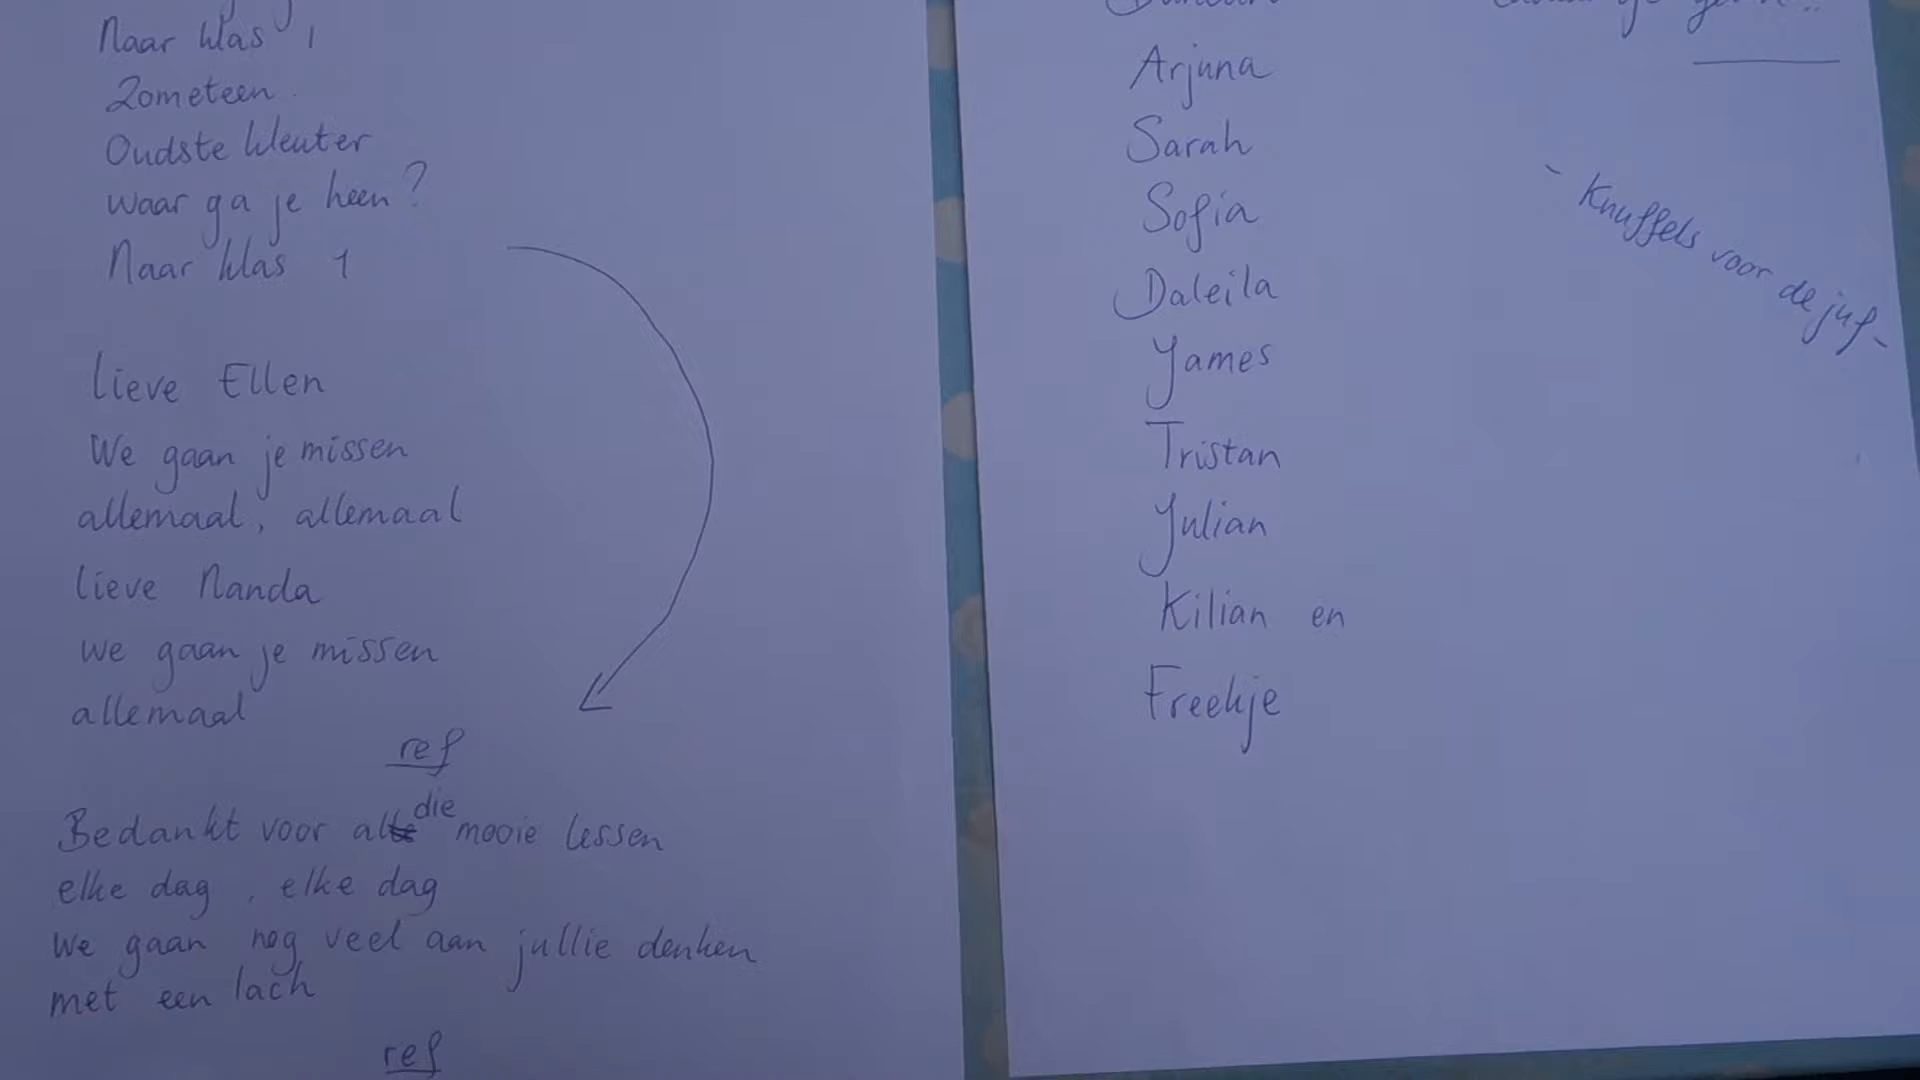 Naar klas 1
Zometeen
Oudste kleuter
waar ga je heen?
Naar klas 1
lieve Ellen
We gaan je missen
allemaal, allemaal
lieve Nanda
we gaan je missen
allemaal
ref
Bedankt voor al die mooie lessen
elke dag, elke dag
we gaan nog veel aan jullie denken
met een lach
ref
Arjuna
Sarah
Sofia
Daleila
Yames
Tristan
Yulian
Kilian en
Freekje
- Knuffels voor de juf -